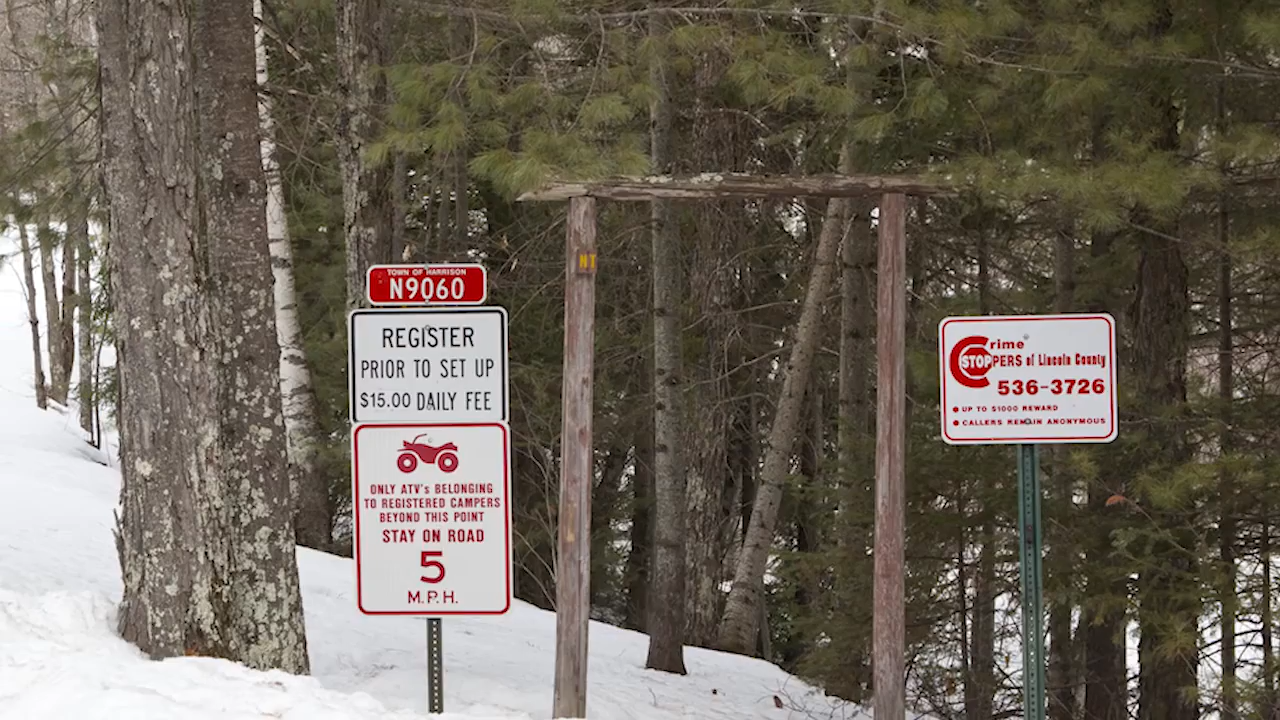 TOWN OF HARRISON
N9060
REGISTER
PRIOR TO SET UP
$15.00 DAILY FEE
ONLY ATV's BELONGING
TO REGISTERED CAMPERS
BEYOND THIS POINT
STAY ON ROAD
5
M.P.H.
NT
Crime
STOPPERS of Lincoln County
536-3726
● UP TO $1000 REWARD
● CALLERS REMAIN ANONYMOUS